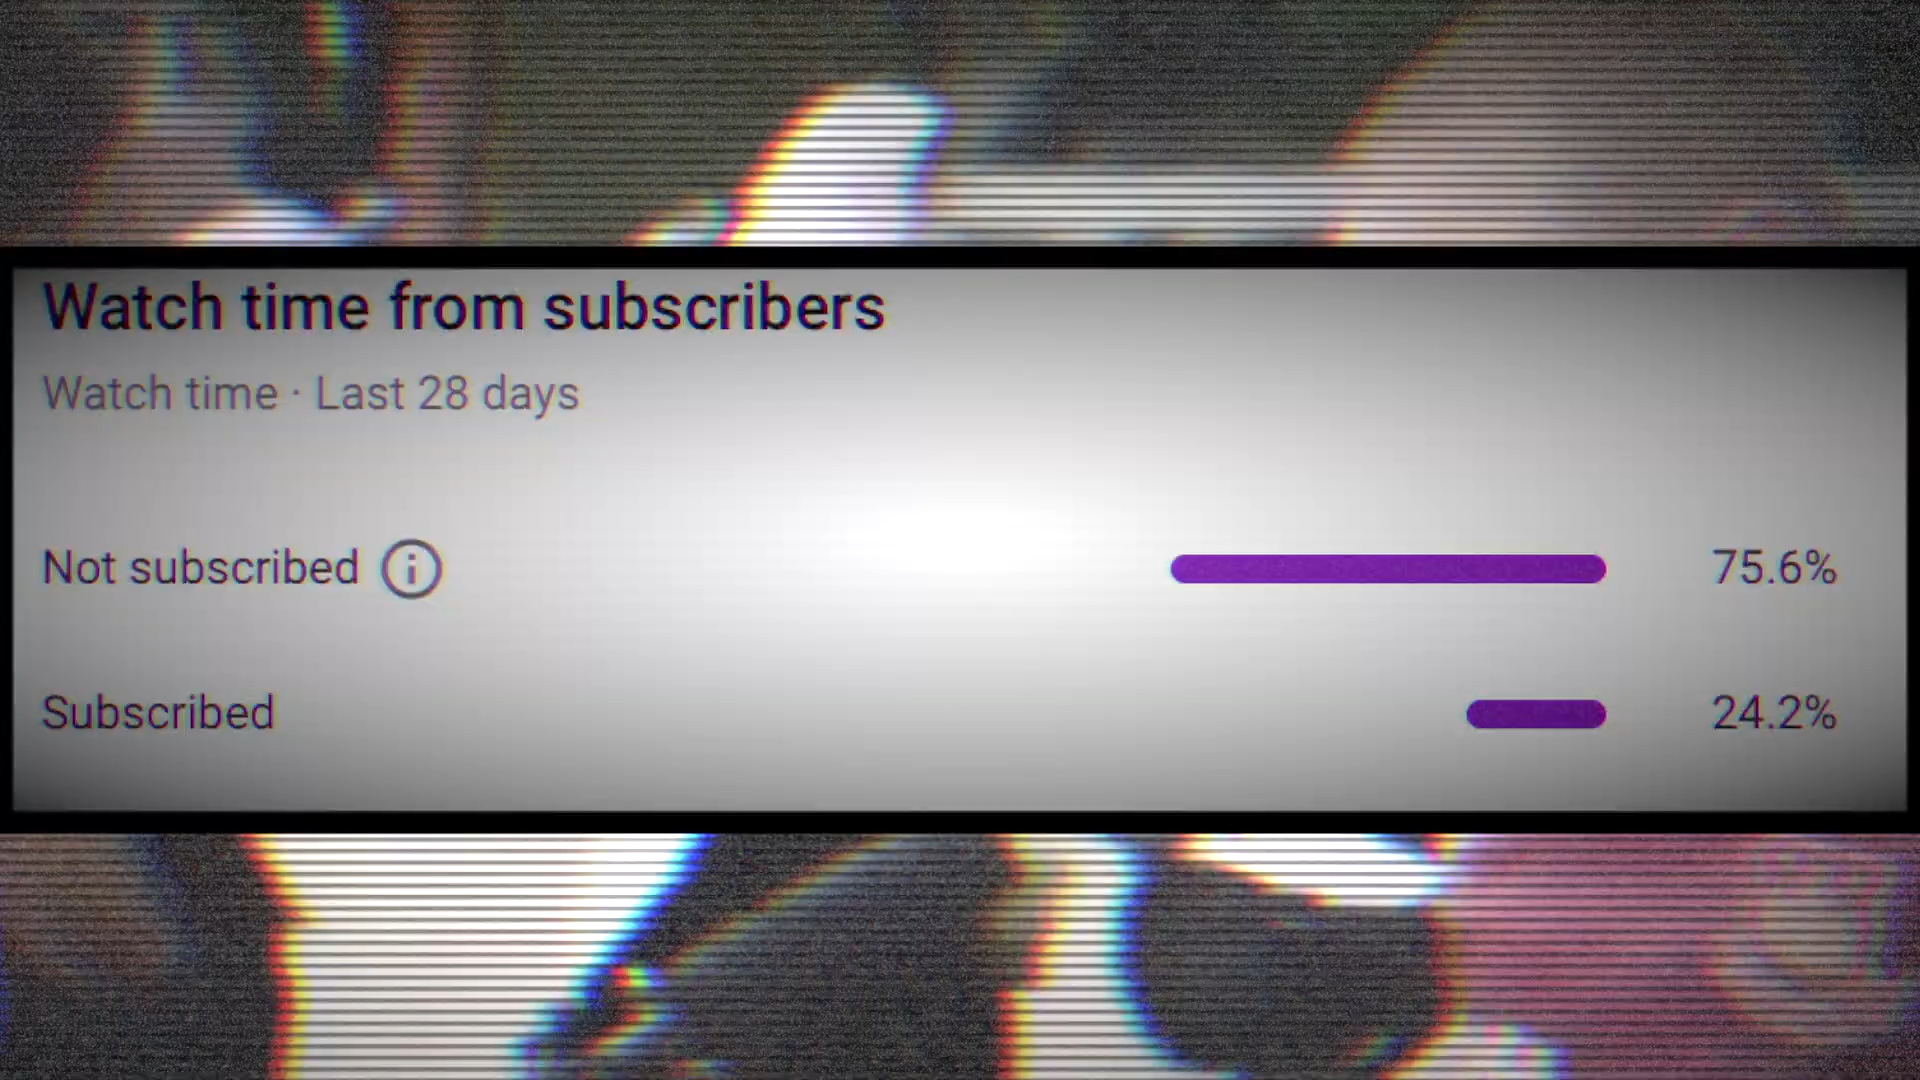 Watch time from subscribers
Watch time · Last 28 days
Not subscribed 75.6%
Subscribed 24.2%